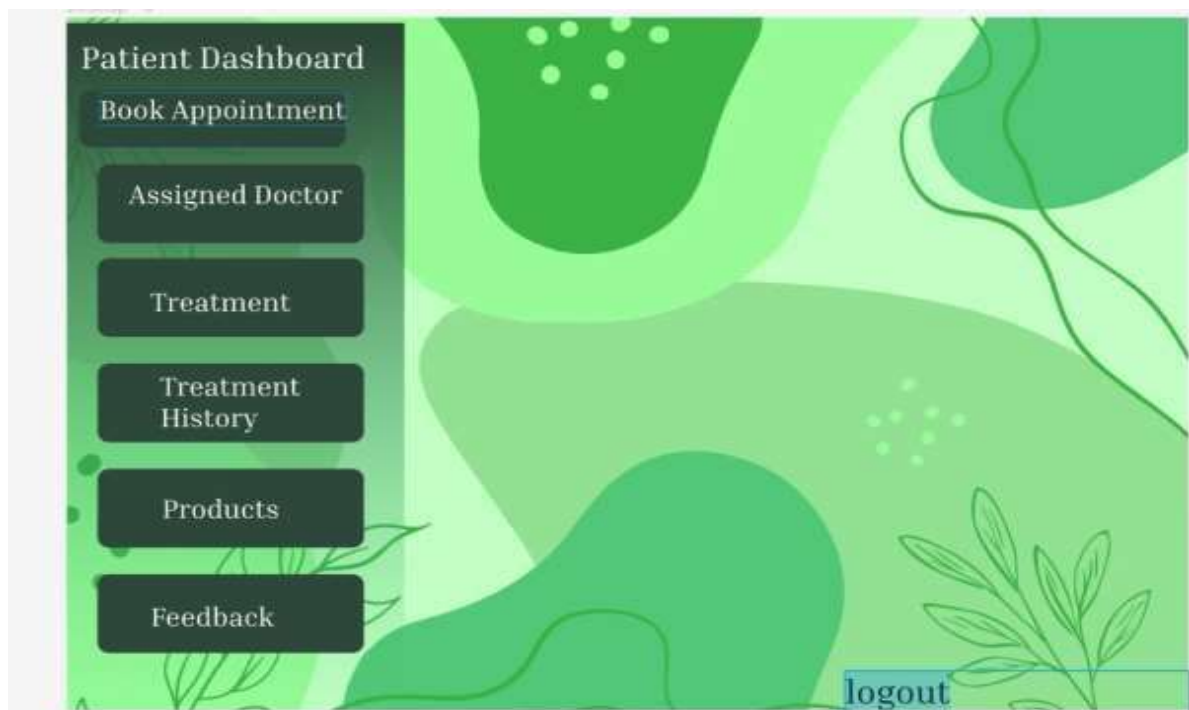 Patient Dashboard
Book Appointment
Assigned Doctor
Treatment
Treatment
History
Products
Feedback
logout